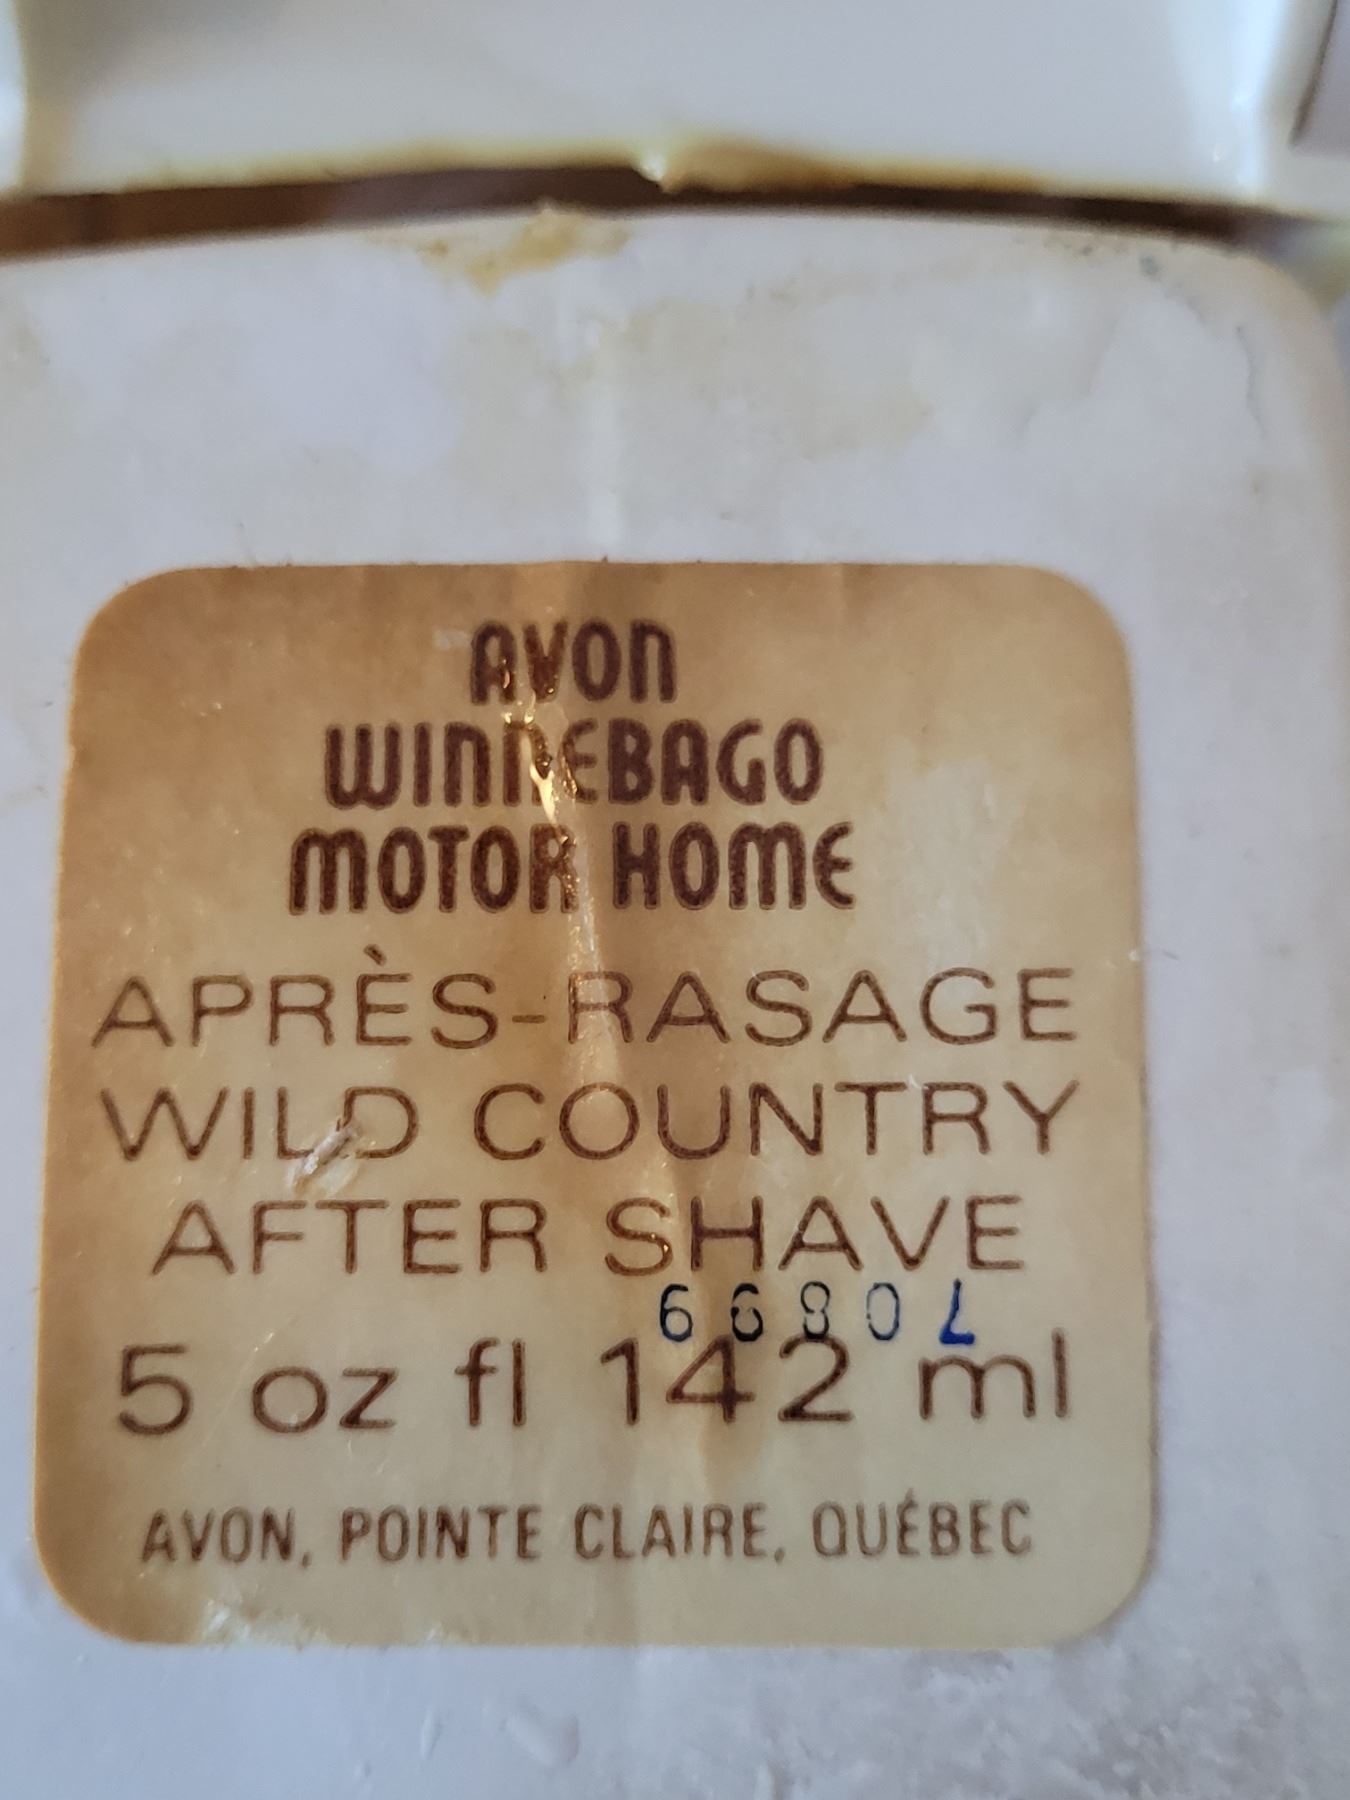 AVON
WINNEBAGO
MOTOR HOME
APRÈS-RASAGE
WILD COUNTRY
AFTER SHAVE
70899
5 oz fl 142 ml
AVON, POINTE CLAIRE, QUÉBEC